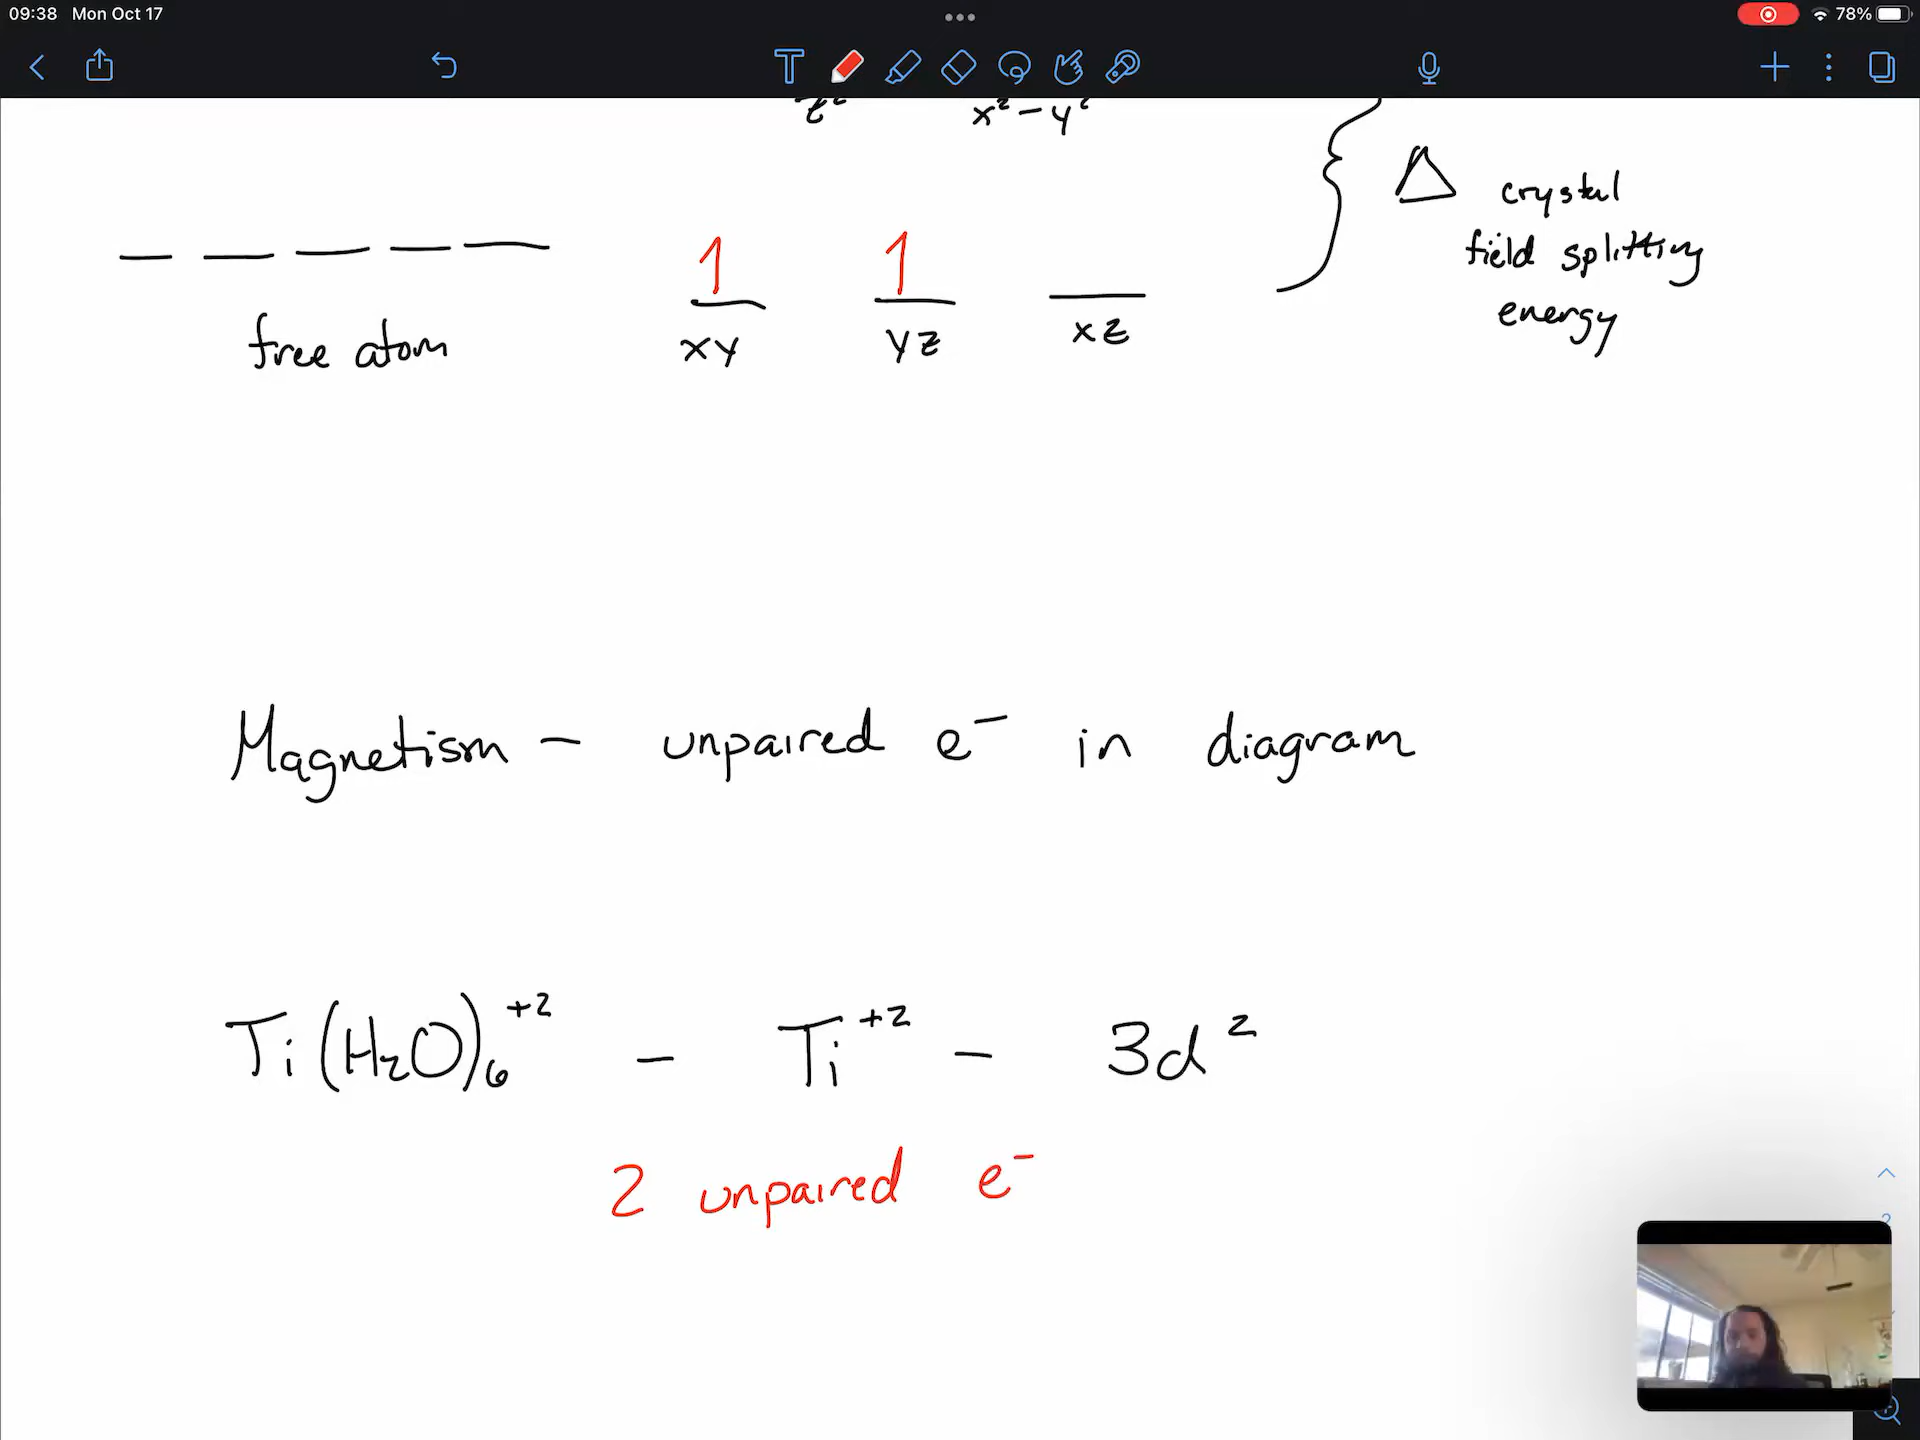 09:38 Mon Oct 17
78%
z² x²-y²
Δ crystal
field splitting
energy
1 1
xy yz xz
free atom
Magnetism - unpaired e⁻ in diagram
Ti(H₂O)₆⁺² - Ti⁺² - 3d²
2 unpaired e⁻
2